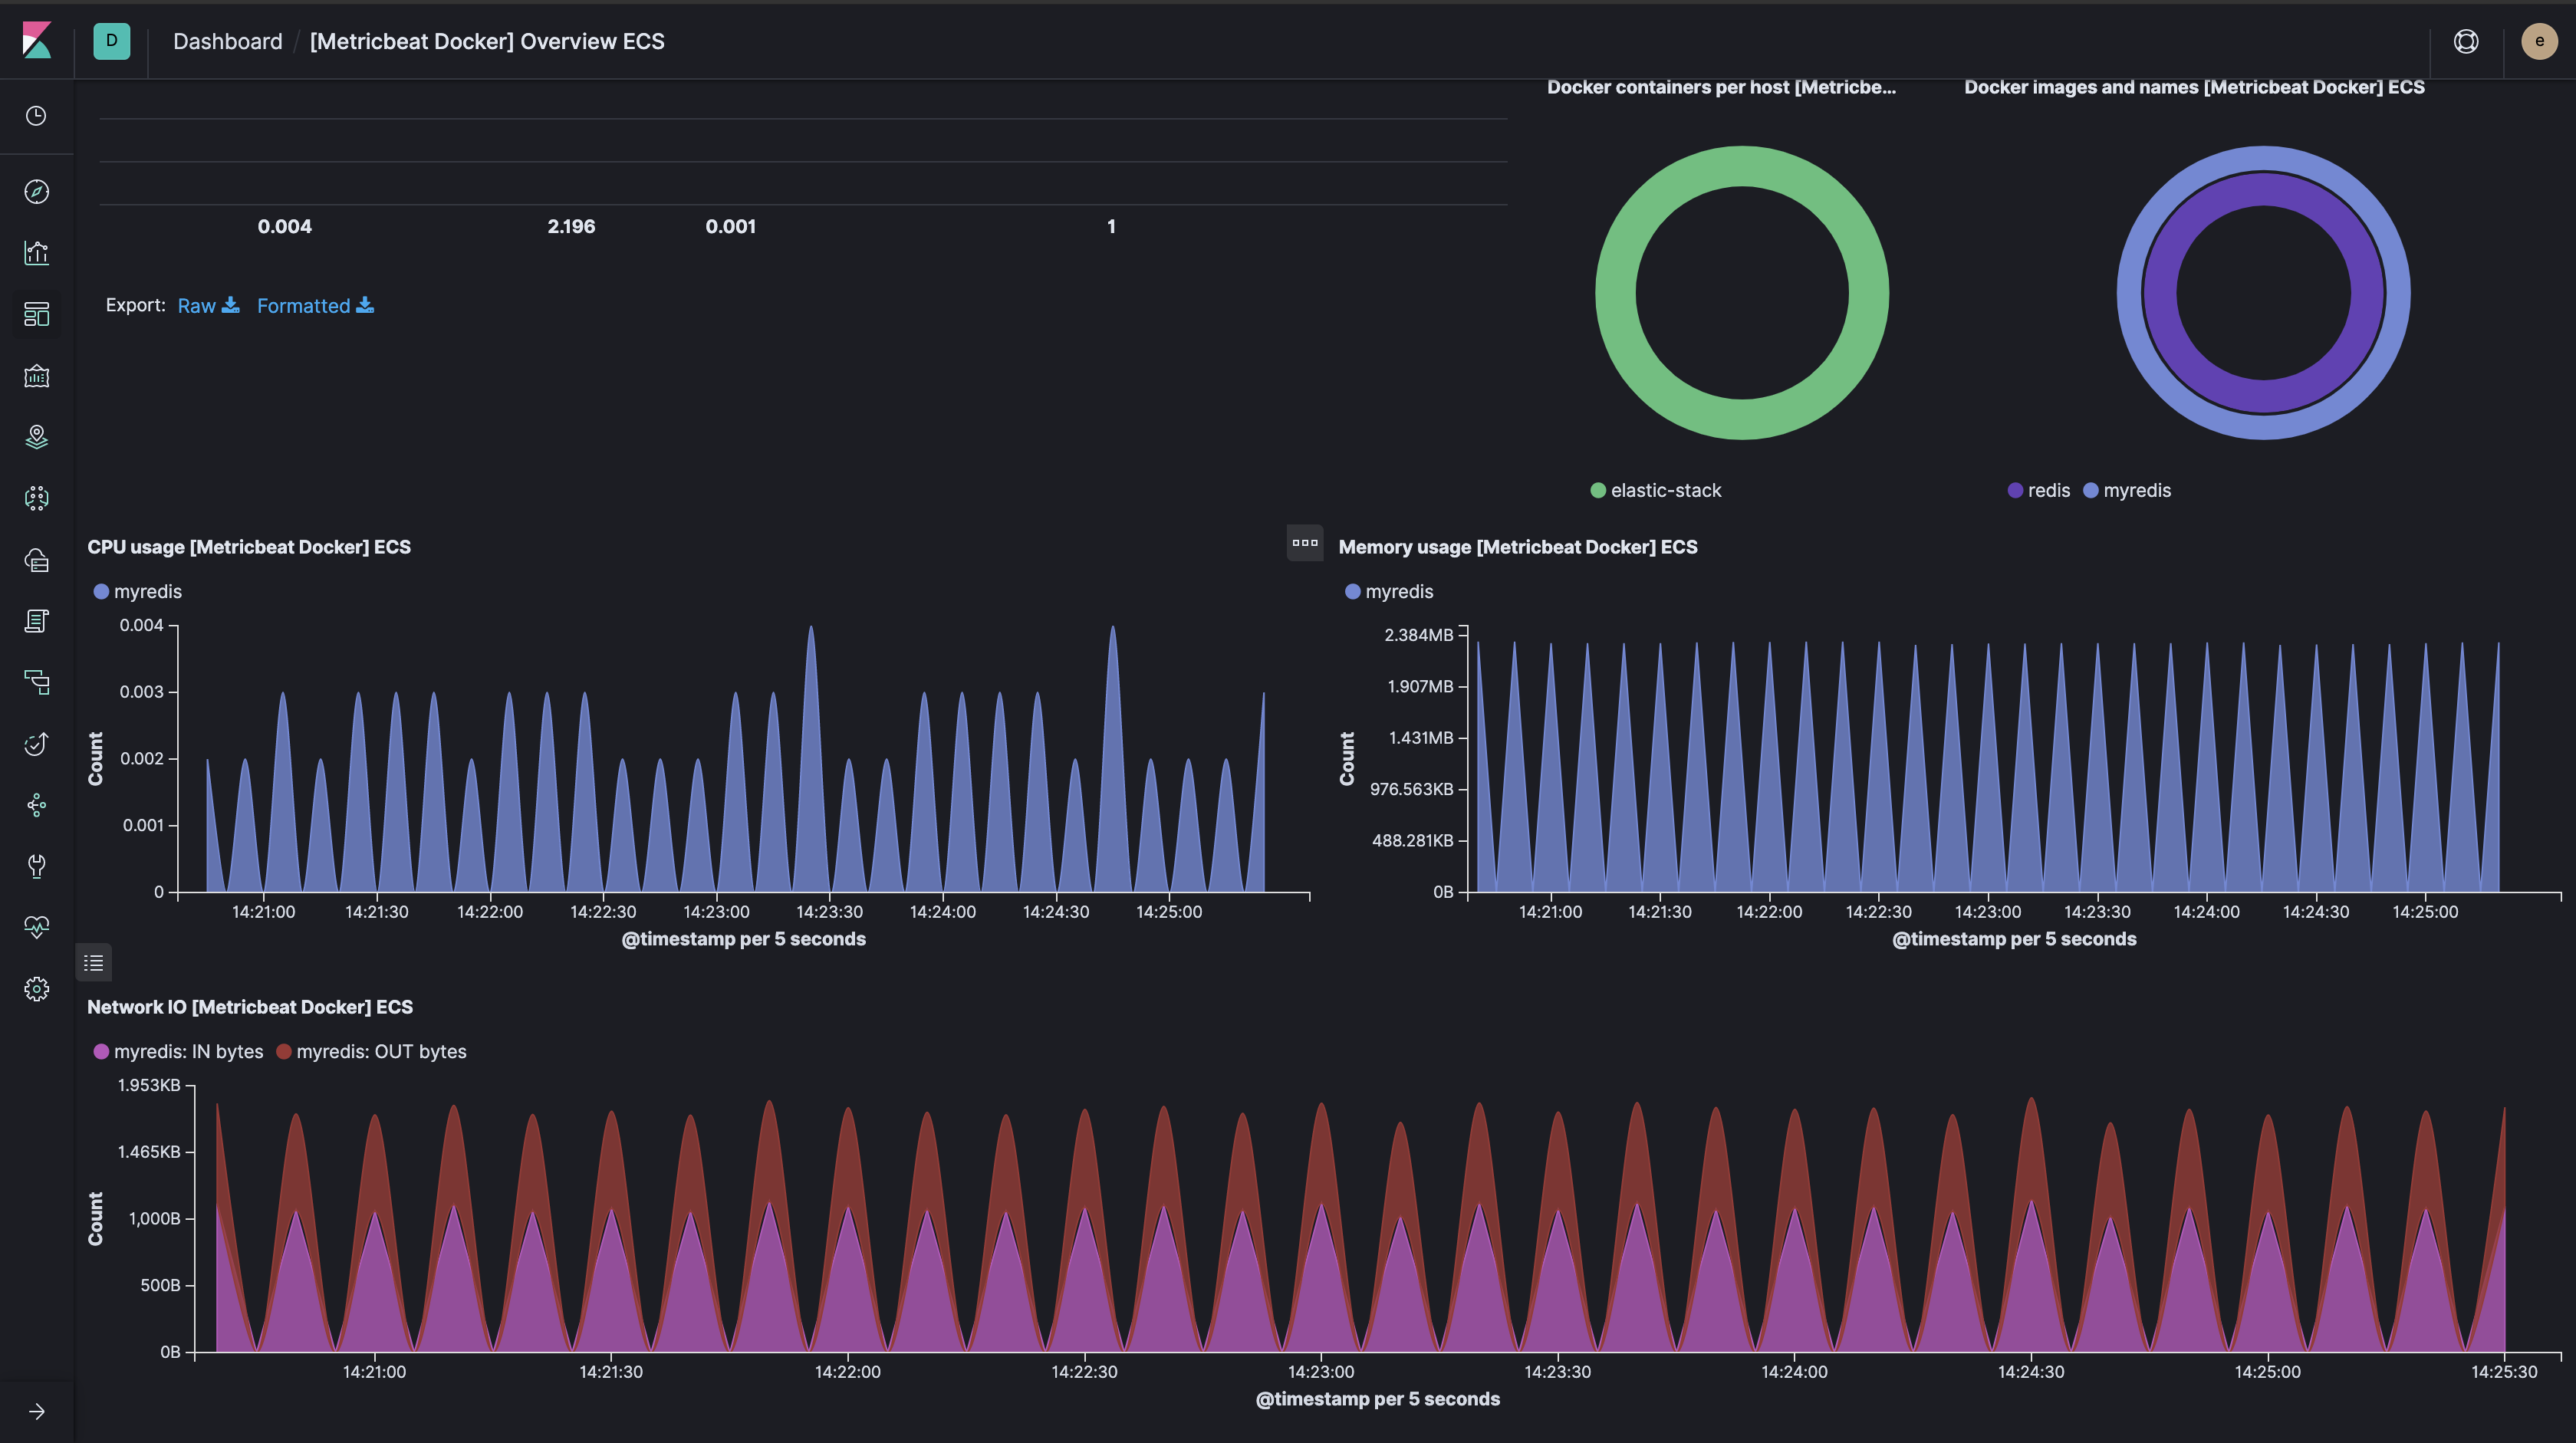 D
Dashboard / [Metricbeat Docker] Overview ECS
e
Docker containers per host [Metricbe...
Docker images and names [Metricbeat Docker] ECS
0.004 2.196 0.001 1
Export: Raw Formatted
elastic-stack
redis myredis
CPU usage [Metricbeat Docker] ECS
myredis
0.004
0.003
0.002
0.001
0
Count
14:21:00 14:21:30 14:22:00 14:22:30 14:23:00 14:23:30 14:24:00 14:24:30 14:25:00
@timestamp per 5 seconds
Memory usage [Metricbeat Docker] ECS
myredis
2.384MB
1.907MB
1.431MB
976.563KB
488.281KB
0B
Count
14:21:00 14:21:30 14:22:00 14:22:30 14:23:00 14:23:30 14:24:00 14:24:30 14:25:00
@timestamp per 5 seconds
Network IO [Metricbeat Docker] ECS
myredis: IN bytes myredis: OUT bytes
1.953KB
1.465KB
1,000B
500B
0B
Count
14:21:00 14:21:30 14:22:00 14:22:30 14:23:00 14:23:30 14:24:00 14:24:30 14:25:00 14:25:30
@timestamp per 5 seconds